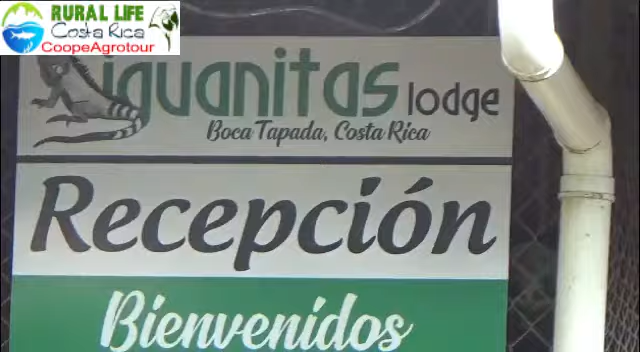 RURAL LIFE
Costa Rica
CoopeAgrotour
iguanitas lodge
Boca Tapada, Costa Rica
Recepción
Bienvenidos